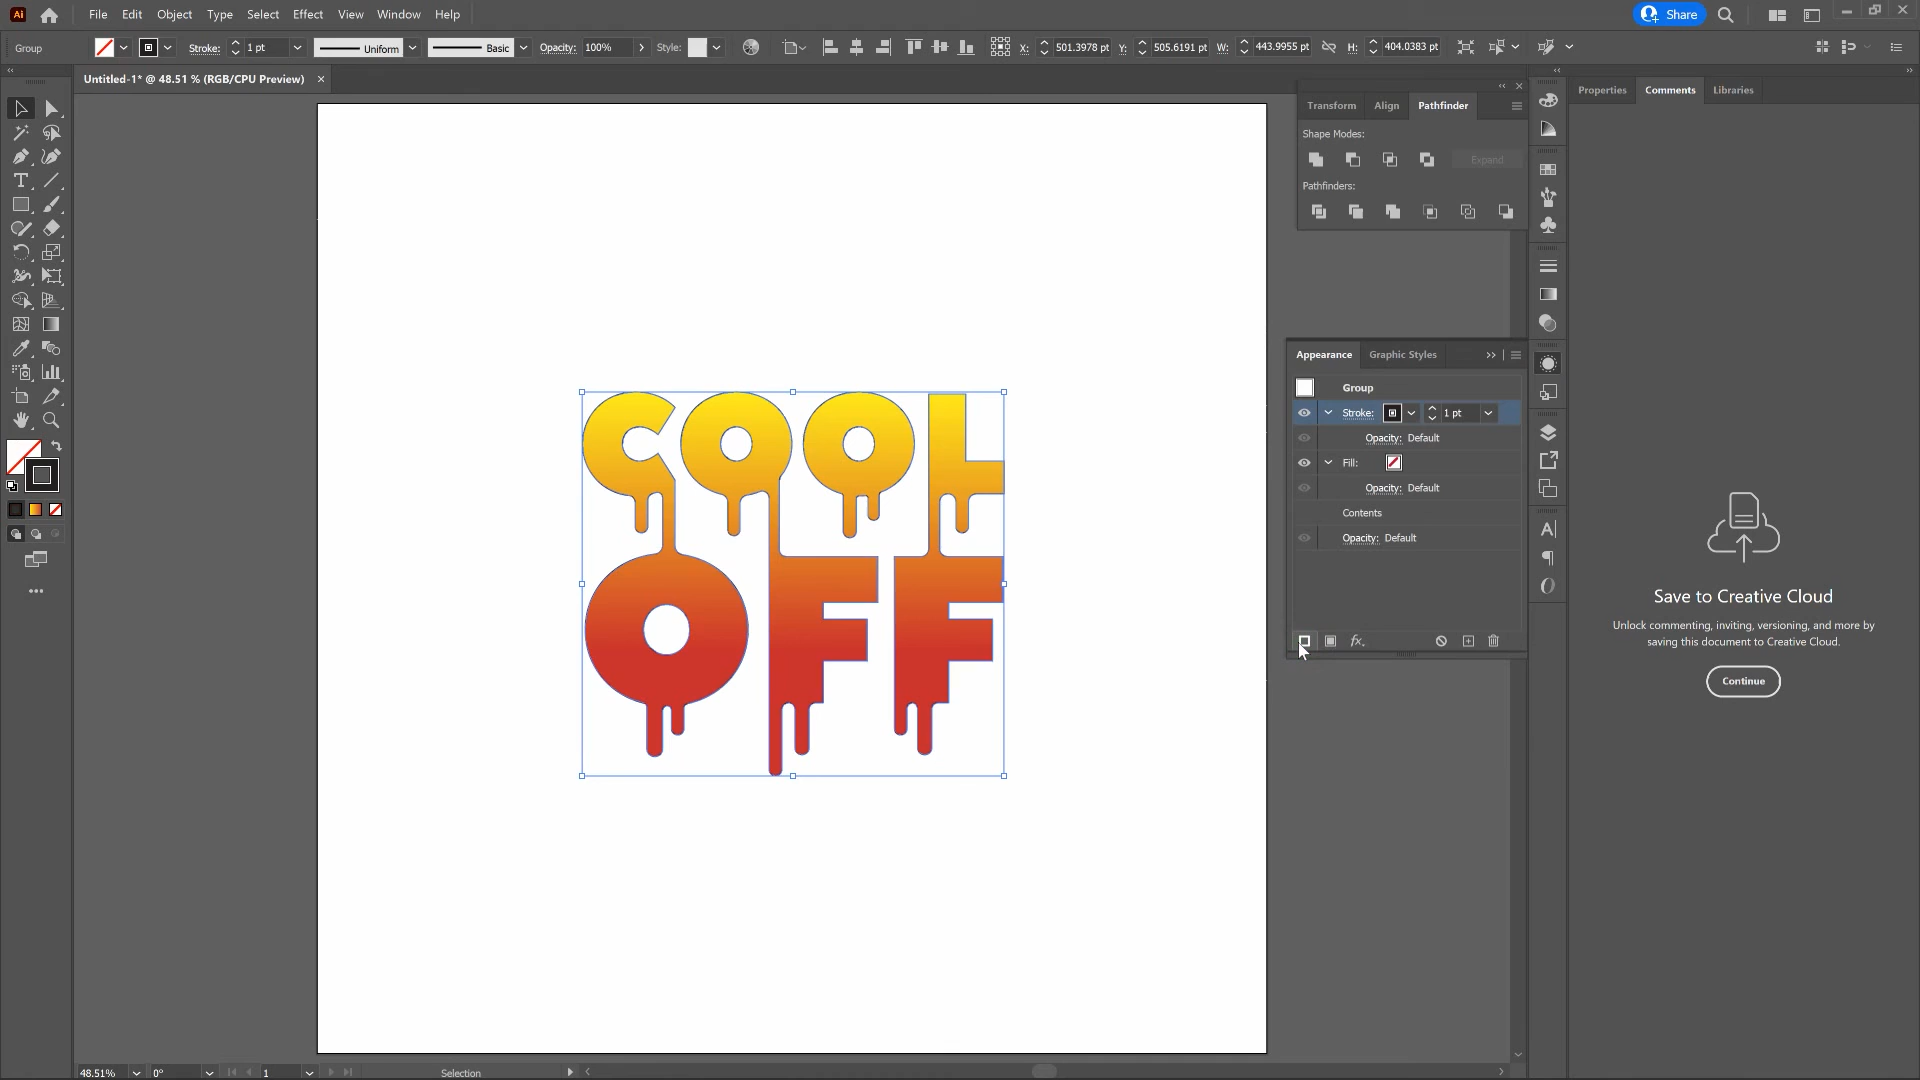 Ai File Edit Object Type Select Effect View Window Help Share
Group Stroke: 1 pt Uniform Basic Opacity: 100% Style: X: 501.3978 pt Y: 505.6191 pt W: 443.9955 pt H: 404.0383 pt
Untitled-1* @ 48.51 % (RGB/CPU Preview) ×
Properties Comments Libraries
Transform Align Pathfinder
Shape Modes:
Expand
Pathfinders:
Appearance Graphic Styles
Group
Stroke: 1 pt
Opacity: Default
Fill:
Opacity: Default
Contents
Opacity: Default
fx.
COOL
OFF
Save to Creative Cloud
Unlock commenting, inviting, versioning, and more by
saving this document to Creative Cloud.
Continue
48.51% 0° 1 Selection